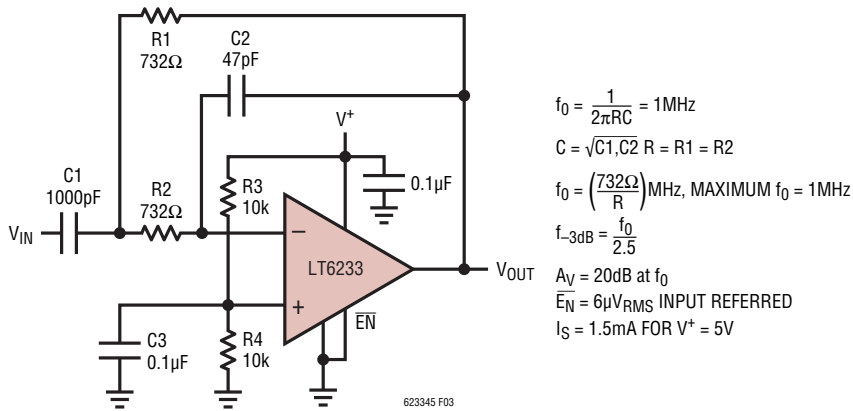 R1
732Ω
C2
47pF
V+
C1
1000pF
R2
732Ω
R3
10k
0.1µF
VIN
−
LT6233
VOUT
+
EN
C3
0.1µF
R4
10k
623345 F03
f0 = 1/2πRC = 1MHz
C = √C1,C2 R = R1 = R2
f0 = (732Ω/R)MHz, MAXIMUM f0 = 1MHz
f–3dB = f0/2.5
AV = 20dB at f0
EN = 6µVRMS INPUT REFERRED
IS = 1.5mA FOR V+ = 5V